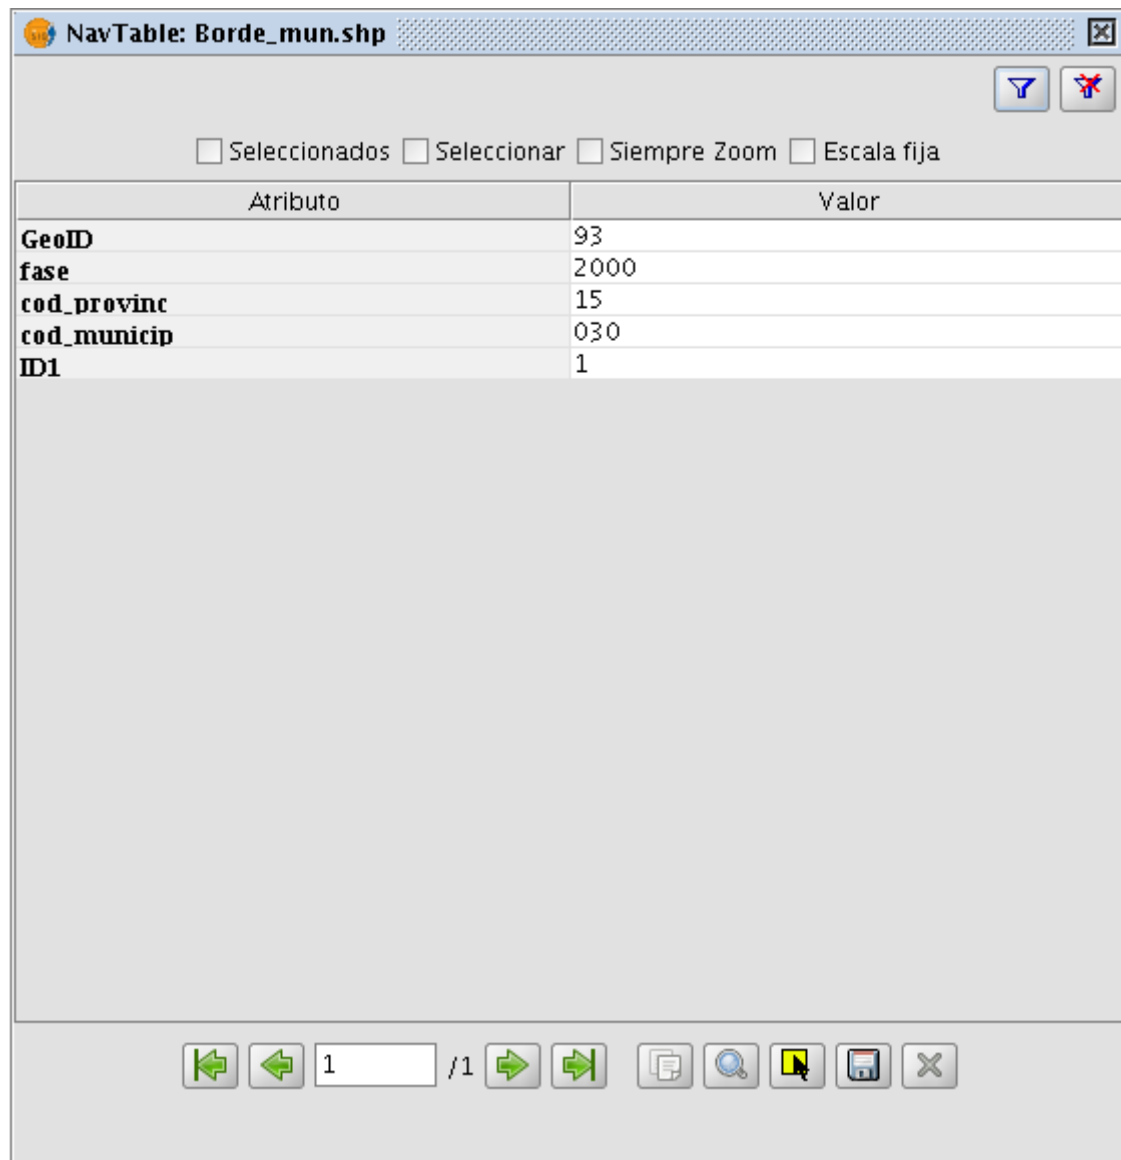 NavTable: Borde_mun.shp
Seleccionados Seleccionar Siempre Zoom Escala fija
Atributo Valor
GeoID 93
fase 2000
cod_provinc 15
cod_municip 030
ID1 1
1 /1